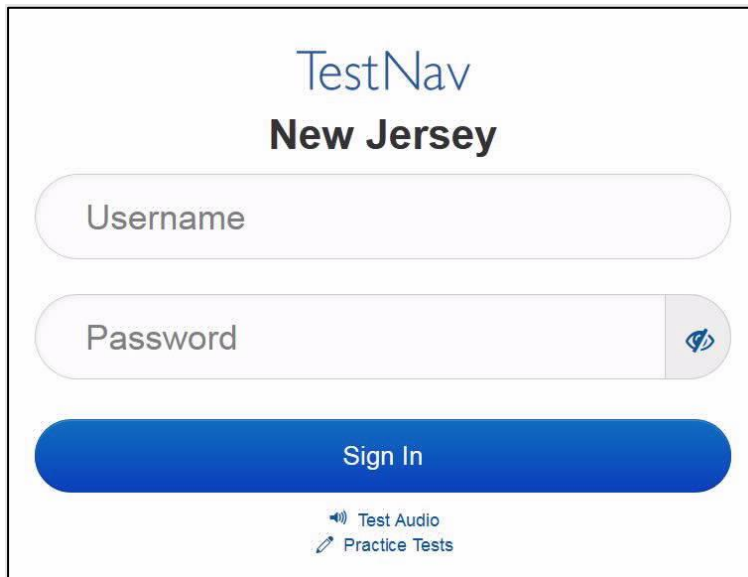 TestNav
New Jersey
Username
Password
Sign In
Test Audio
Practice Tests